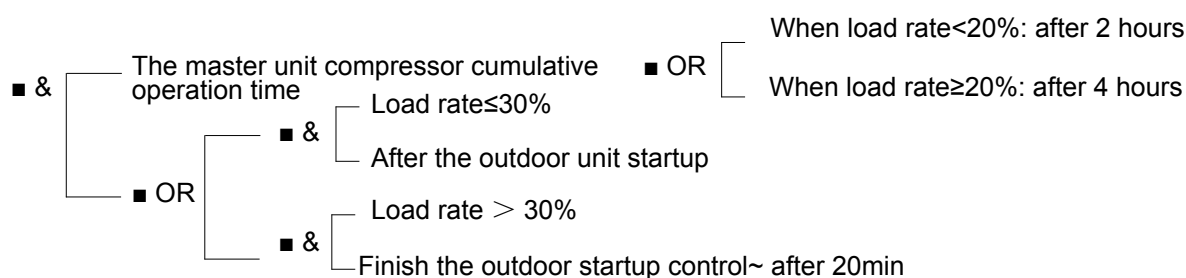 When load rate<20%: after 2 hours
■ & The master unit compressor cumulative ■ OR
operation time
When load rate≥20%: after 4 hours
Load rate≤30%
■ &
After the outdoor unit startup
■ OR
Load rate ＞ 30%
■ &
Finish the outdoor startup control~ after 20min